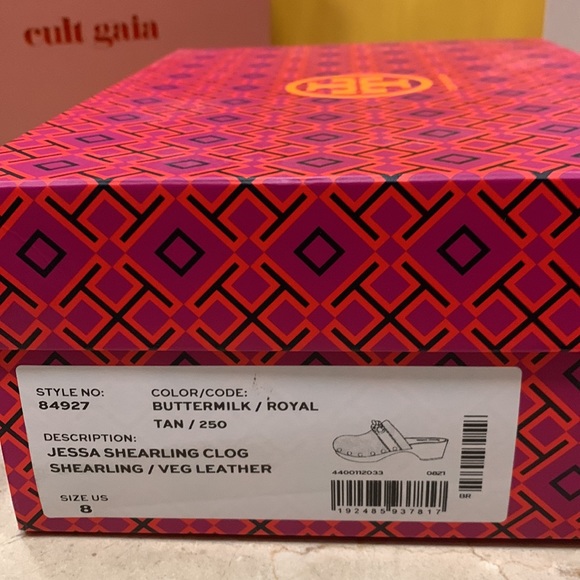 cult gaia
STYLE NO:
84927
COLOR/CODE:
BUTTERMILK / ROYAL
TAN / 250
DESCRIPTION:
JESSA SHEARLING CLOG
SHEARLING / VEG LEATHER
SIZE US
8
4400112033
0821
192485937817
BR